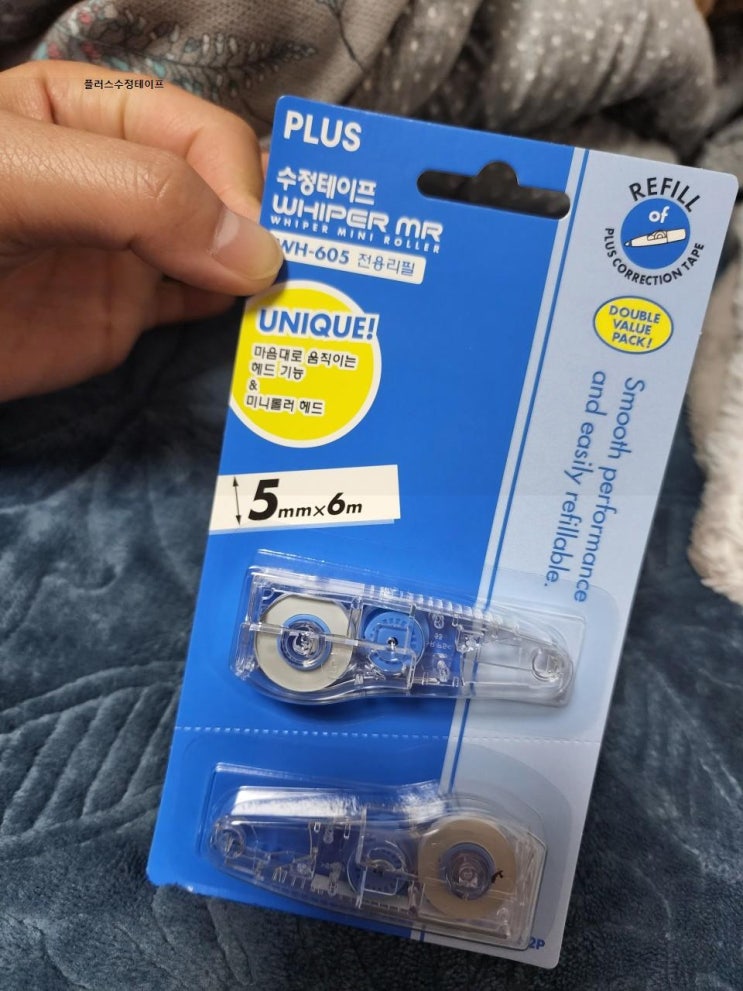 플러스수정테이프
PLUS
수정테이프
WHIPER MR
WHIPER MINI ROLLER
WH-605 전용리필
UNIQUE!
마음대로 움직이는
헤드 기능
&
미니롤러 헤드
5mm×6m
REFILL
of
PLUS CORRECTION TAPE
DOUBLE
VALUE
PACK!
Smooth performance
and easily refillable.
2P